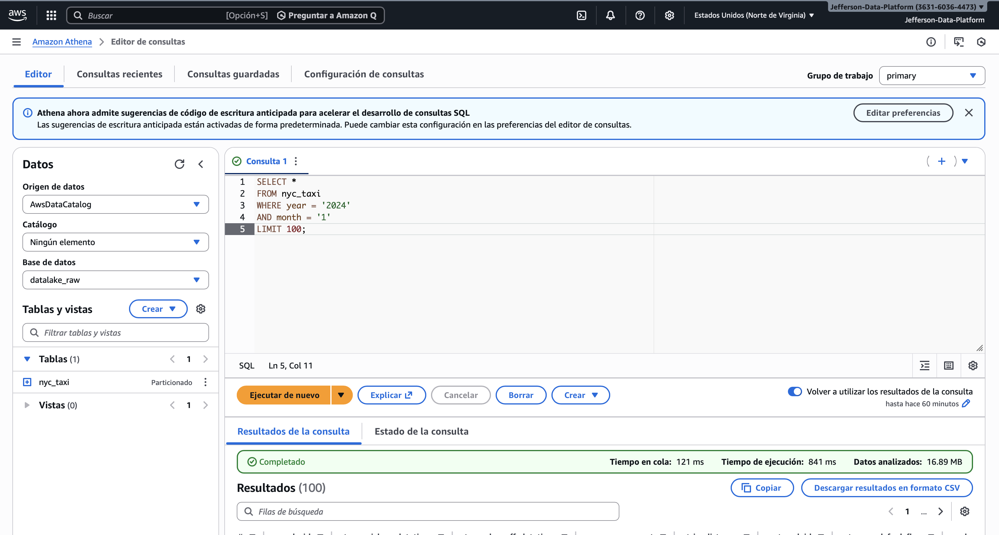 aws
Buscar [Opción+S] Preguntar a Amazon Q
Estados Unidos (Norte de Virginia)
Jefferson-Data-Platform (3631-6036-4473)
Jefferson-Data-Platform
Amazon Athena > Editor de consultas
Editor
Consultas recientes
Consultas guardadas
Configuración de consultas
Grupo de trabajo primary
Athena ahora admite sugerencias de código de escritura anticipada para acelerar el desarrollo de consultas SQL
Las sugerencias de escritura anticipada están activadas de forma predeterminada. Puede cambiar esta configuración en las preferencias del editor de consultas.
Editar preferencias
Datos
Origen de datos
AwsDataCatalog
Catálogo
Ningún elemento
Base de datos
datalake_raw
Tablas y vistas
Crear
Filtrar tablas y vistas
Tablas (1)
1
nyc_taxi Particionado
Vistas (0)
1
Consulta 1
1 SELECT *
2 FROM nyc_taxi
3 WHERE year = '2024'
4 AND month = '1'
5 LIMIT 100;
SQL Ln 5, Col 11
Ejecutar de nuevo
Explicar
Cancelar
Borrar
Crear
Volver a utilizar los resultados de la consulta
hasta hace 60 minutos
Resultados de la consulta
Estado de la consulta
Completado
Tiempo en cola: 121 ms
Tiempo de ejecución: 841 ms
Datos analizados: 16.89 MB
Resultados (100)
Copiar
Descargar resultados en formato CSV
Filas de búsqueda
1 ...